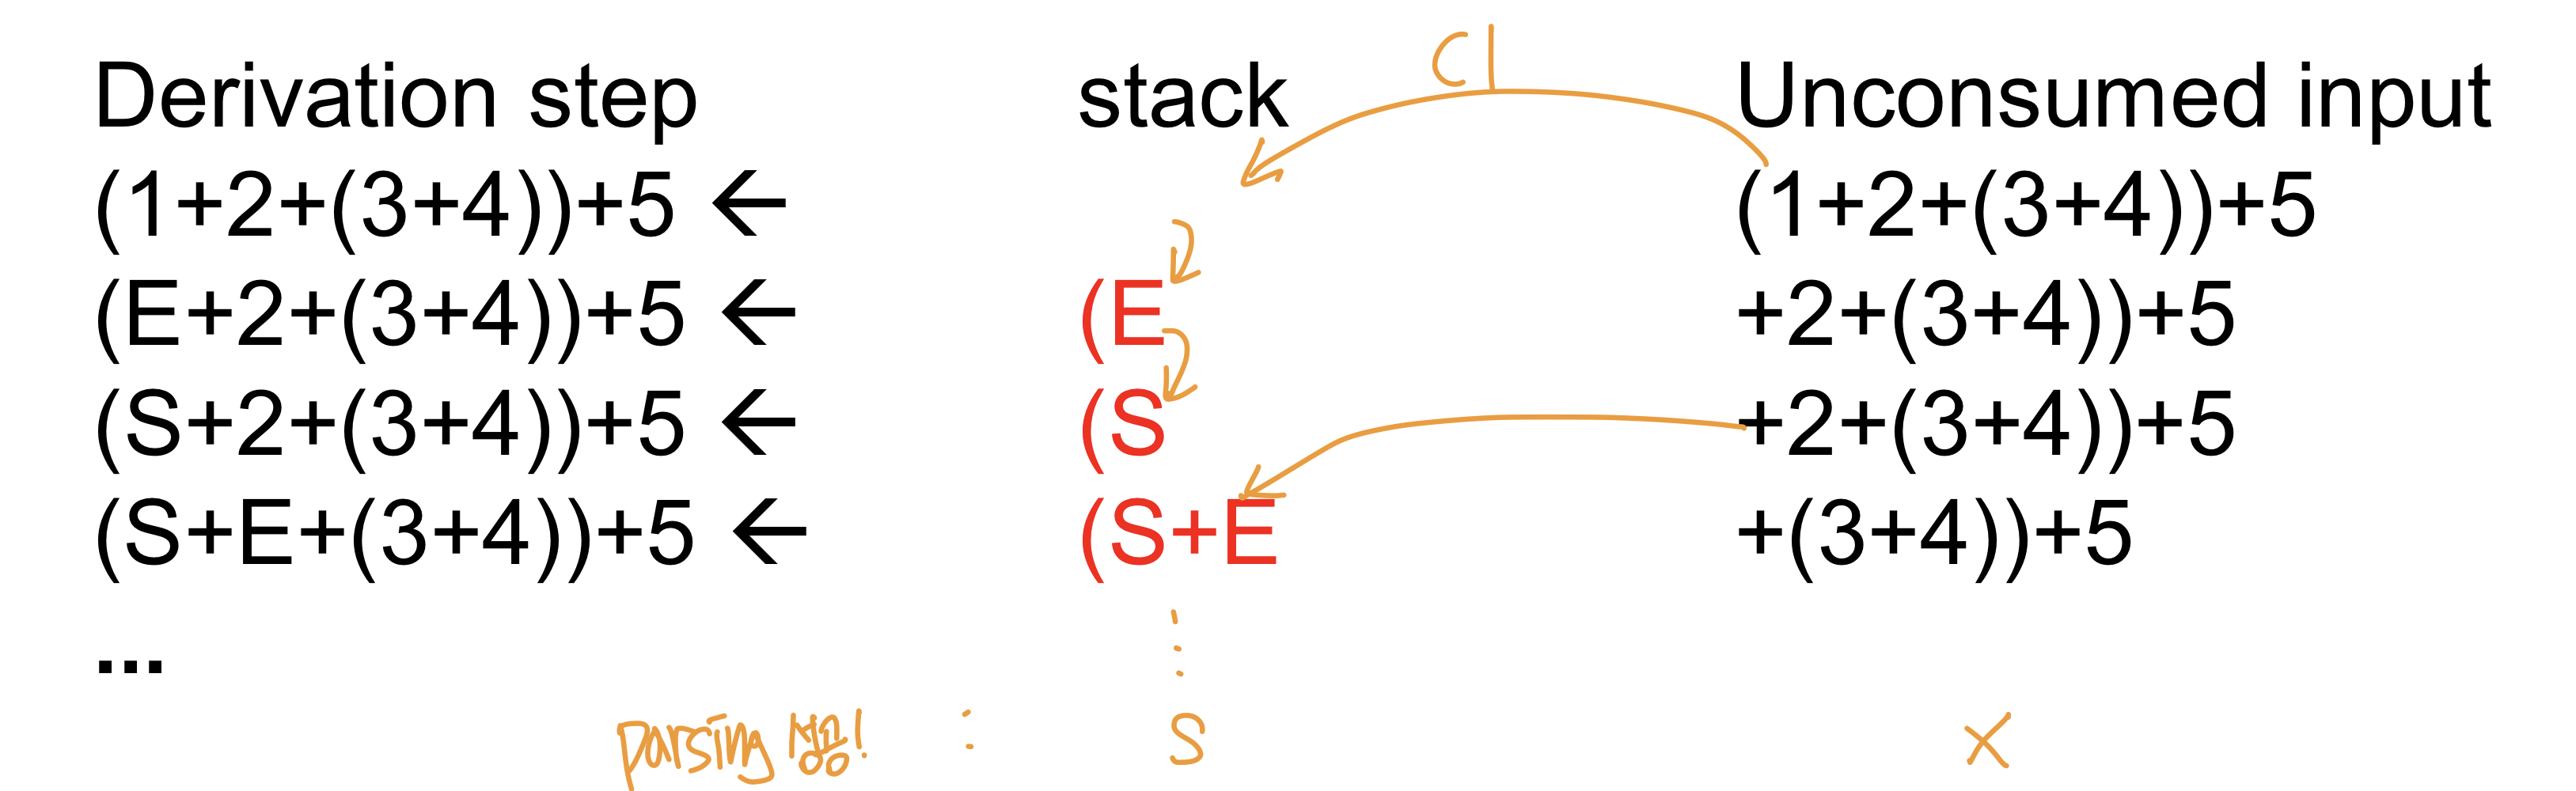 Derivation step stack Unconsumed input
(1+2+(3+4))+5 ← (1+2+(3+4))+5
(E+2+(3+4))+5 ← (E +2+(3+4))+5
(S+2+(3+4))+5 ← (S +2+(3+4))+5
(S+E+(3+4))+5 ← (S+E +(3+4))+5
...
parsing : S X